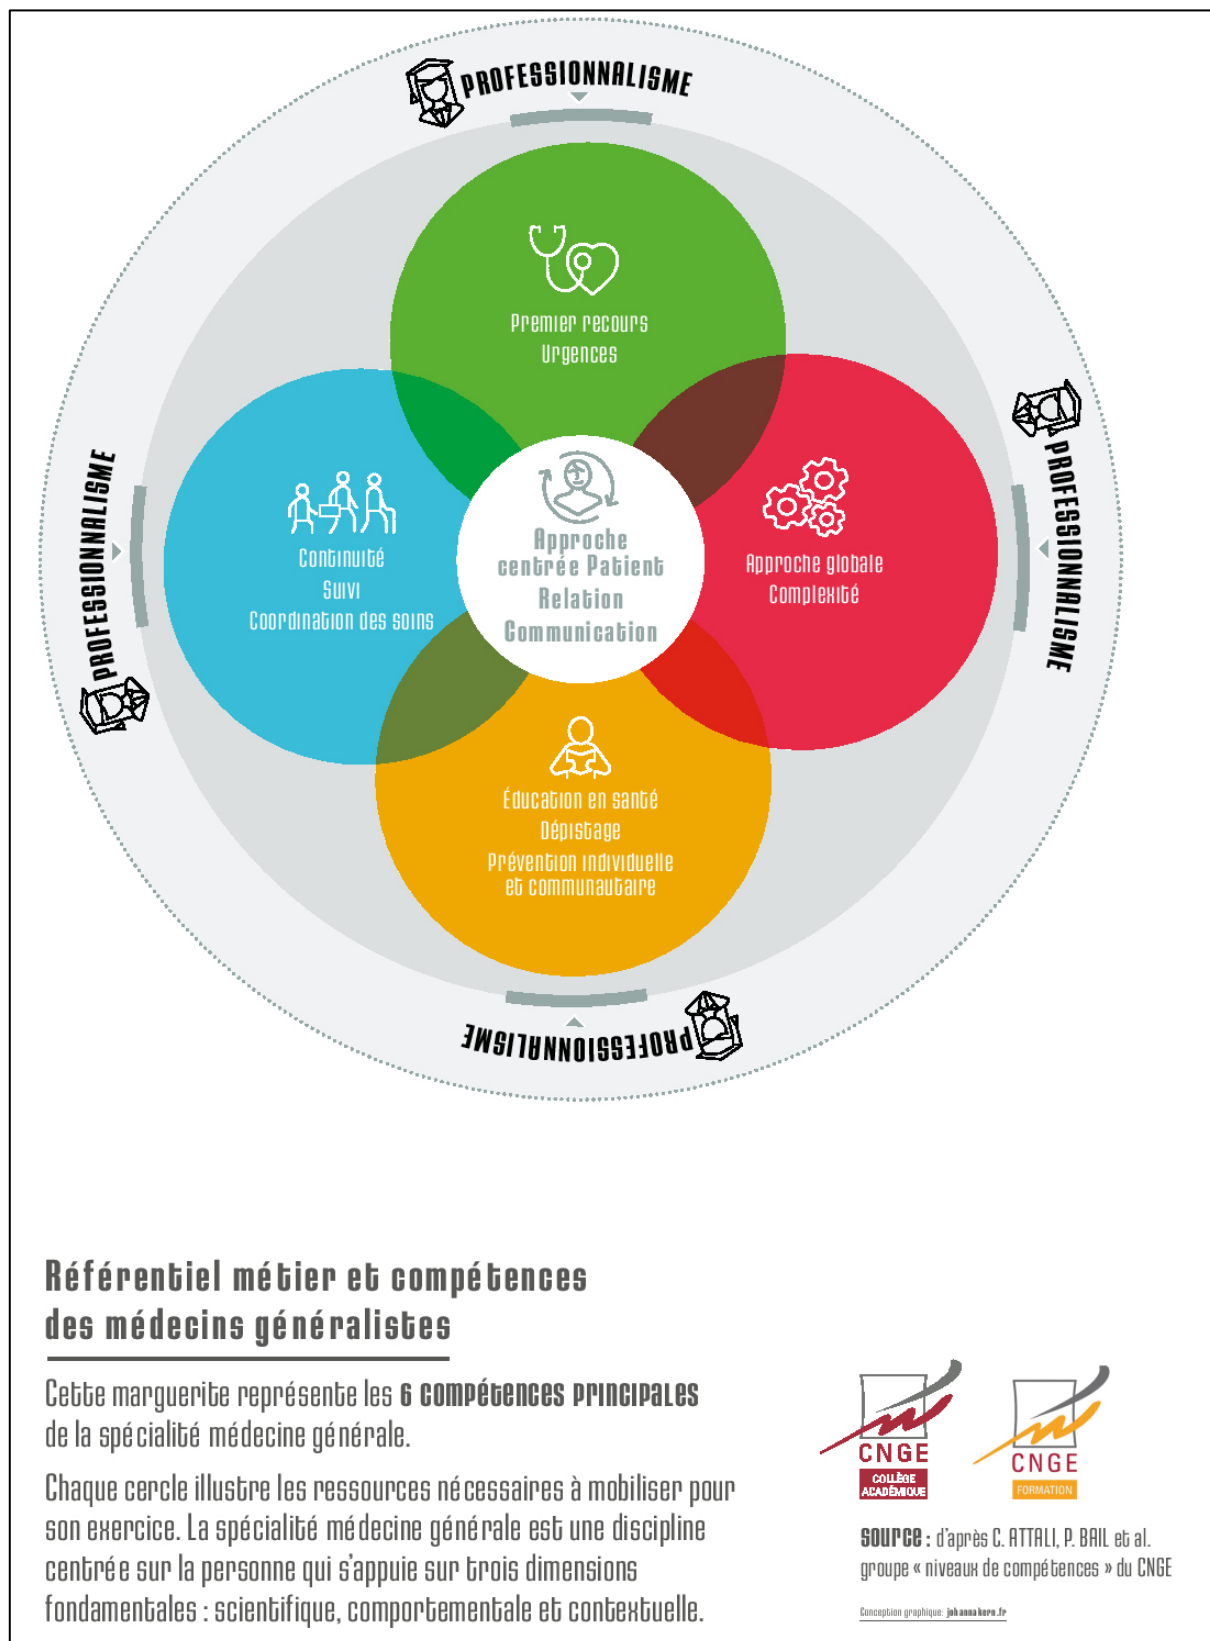 PROFESSIONNALISME
Premier recours
Urgences
PROFESSIONNALISME
PROFESSIONNALISME
Continuité
Suivi
Coordination des soins
Approche
centrée Patient
Relation
Communication
Approche globale
Complexité
Éducation en santé
Dépistage
Prévention individuelle
et communautaire
PROFESSIONNALISME
Référentiel métier et compétences
des médecins généralistes
Cette marguerite représente les 6 compétences principales
de la spécialité médecine générale.
Chaque cercle illustre les ressources nécessaires à mobiliser pour
son exercice. La spécialité médecine générale est une discipline
centrée sur la personne qui s'appuie sur trois dimensions
fondamentales : scientifique, comportementale et contextuelle.
CNGE
COLLÈGE
ACADÉMIQUE
CNGE
FORMATION
source : d'après C. ATTALI, P. BAIL et al.
groupe « niveaux de compétences » du CNGE
Conception graphique: johannakern.fr